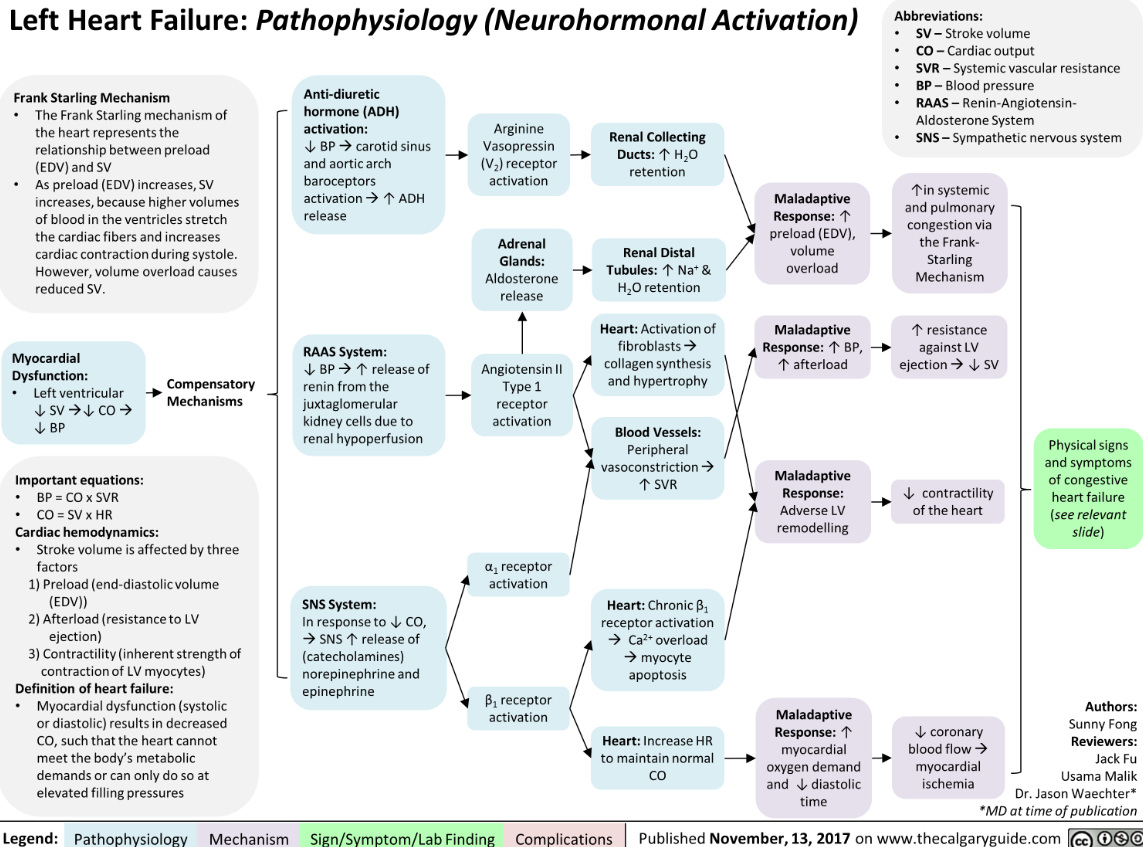 Left Heart Failure: Pathophysiology (Neurohormonal Activation)
Abbreviations:
• SV – Stroke volume
• CO – Cardiac output
• SVR – Systemic vascular resistance
• BP – Blood pressure
• RAAS – Renin-Angiotensin-
Aldosterone System
• SNS – Sympathetic nervous system
Frank Starling Mechanism
• The Frank Starling mechanism of
the heart represents the
relationship between preload
(EDV) and SV
• As preload (EDV) increases, SV
increases, because higher volumes
of blood in the ventricles stretch
the cardiac fibers and increases
cardiac contraction during systole.
However, volume overload causes
reduced SV.
Myocardial
Dysfunction:
• Left ventricular
↓ SV →↓ CO →
↓ BP
Compensatory
Mechanisms
Important equations:
• BP = CO x SVR
• CO = SV x HR
Cardiac hemodynamics:
• Stroke volume is affected by three
factors
1) Preload (end-diastolic volume
(EDV))
2) Afterload (resistance to LV
ejection)
3) Contractility (inherent strength of
contraction of LV myocytes)
Definition of heart failure:
• Myocardial dysfunction (systolic
or diastolic) results in decreased
CO, such that the heart cannot
meet the body's metabolic
demands or can only do so at
elevated filling pressures
Anti-diuretic
hormone (ADH)
activation:
↓ BP → carotid sinus
and aortic arch
baroceptors
activation → ↑ ADH
release
Arginine
Vasopressin
(V₂) receptor
activation
Renal Collecting
Ducts: ↑ H₂O
retention
Adrenal
Glands:
Aldosterone
release
Renal Distal
Tubules: ↑ Na⁺ &
H₂O retention
Maladaptive
Response: ↑
preload (EDV),
volume
overload
↑in systemic
and pulmonary
congestion via
the Frank-
Starling
Mechanism
RAAS System:
↓ BP → ↑ release of
renin from the
juxtaglomerular
kidney cells due to
renal hypoperfusion
Angiotensin II
Type 1
receptor
activation
Heart: Activation of
fibroblasts →
collagen synthesis
and hypertrophy
Blood Vessels:
Peripheral
vasoconstriction →
↑ SVR
Maladaptive
Response: ↑ BP,
↑ afterload
↑ resistance
against LV
ejection → ↓ SV
Maladaptive
Response:
Adverse LV
remodelling
↓ contractility
of the heart
Physical signs
and symptoms
of congestive
heart failure
(see relevant
slide)
SNS System:
In response to ↓ CO,
→ SNS ↑ release of
(catecholamines)
norepinephrine and
epinephrine
α₁ receptor
activation
β₁ receptor
activation
Heart: Chronic β₁
receptor activation
→ Ca²⁺ overload
→ myocyte
apoptosis
Heart: Increase HR
to maintain normal
CO
Maladaptive
Response: ↑
myocardial
oxygen demand
and ↓ diastolic
time
↓ coronary
blood flow →
myocardial
ischemia
Authors:
Sunny Fong
Reviewers:
Jack Fu
Usama Malik
Dr. Jason Waechter*
*MD at time of publication
Legend: Pathophysiology Mechanism Sign/Symptom/Lab Finding Complications Published November, 13, 2017 on www.thecalgaryguide.com
cc